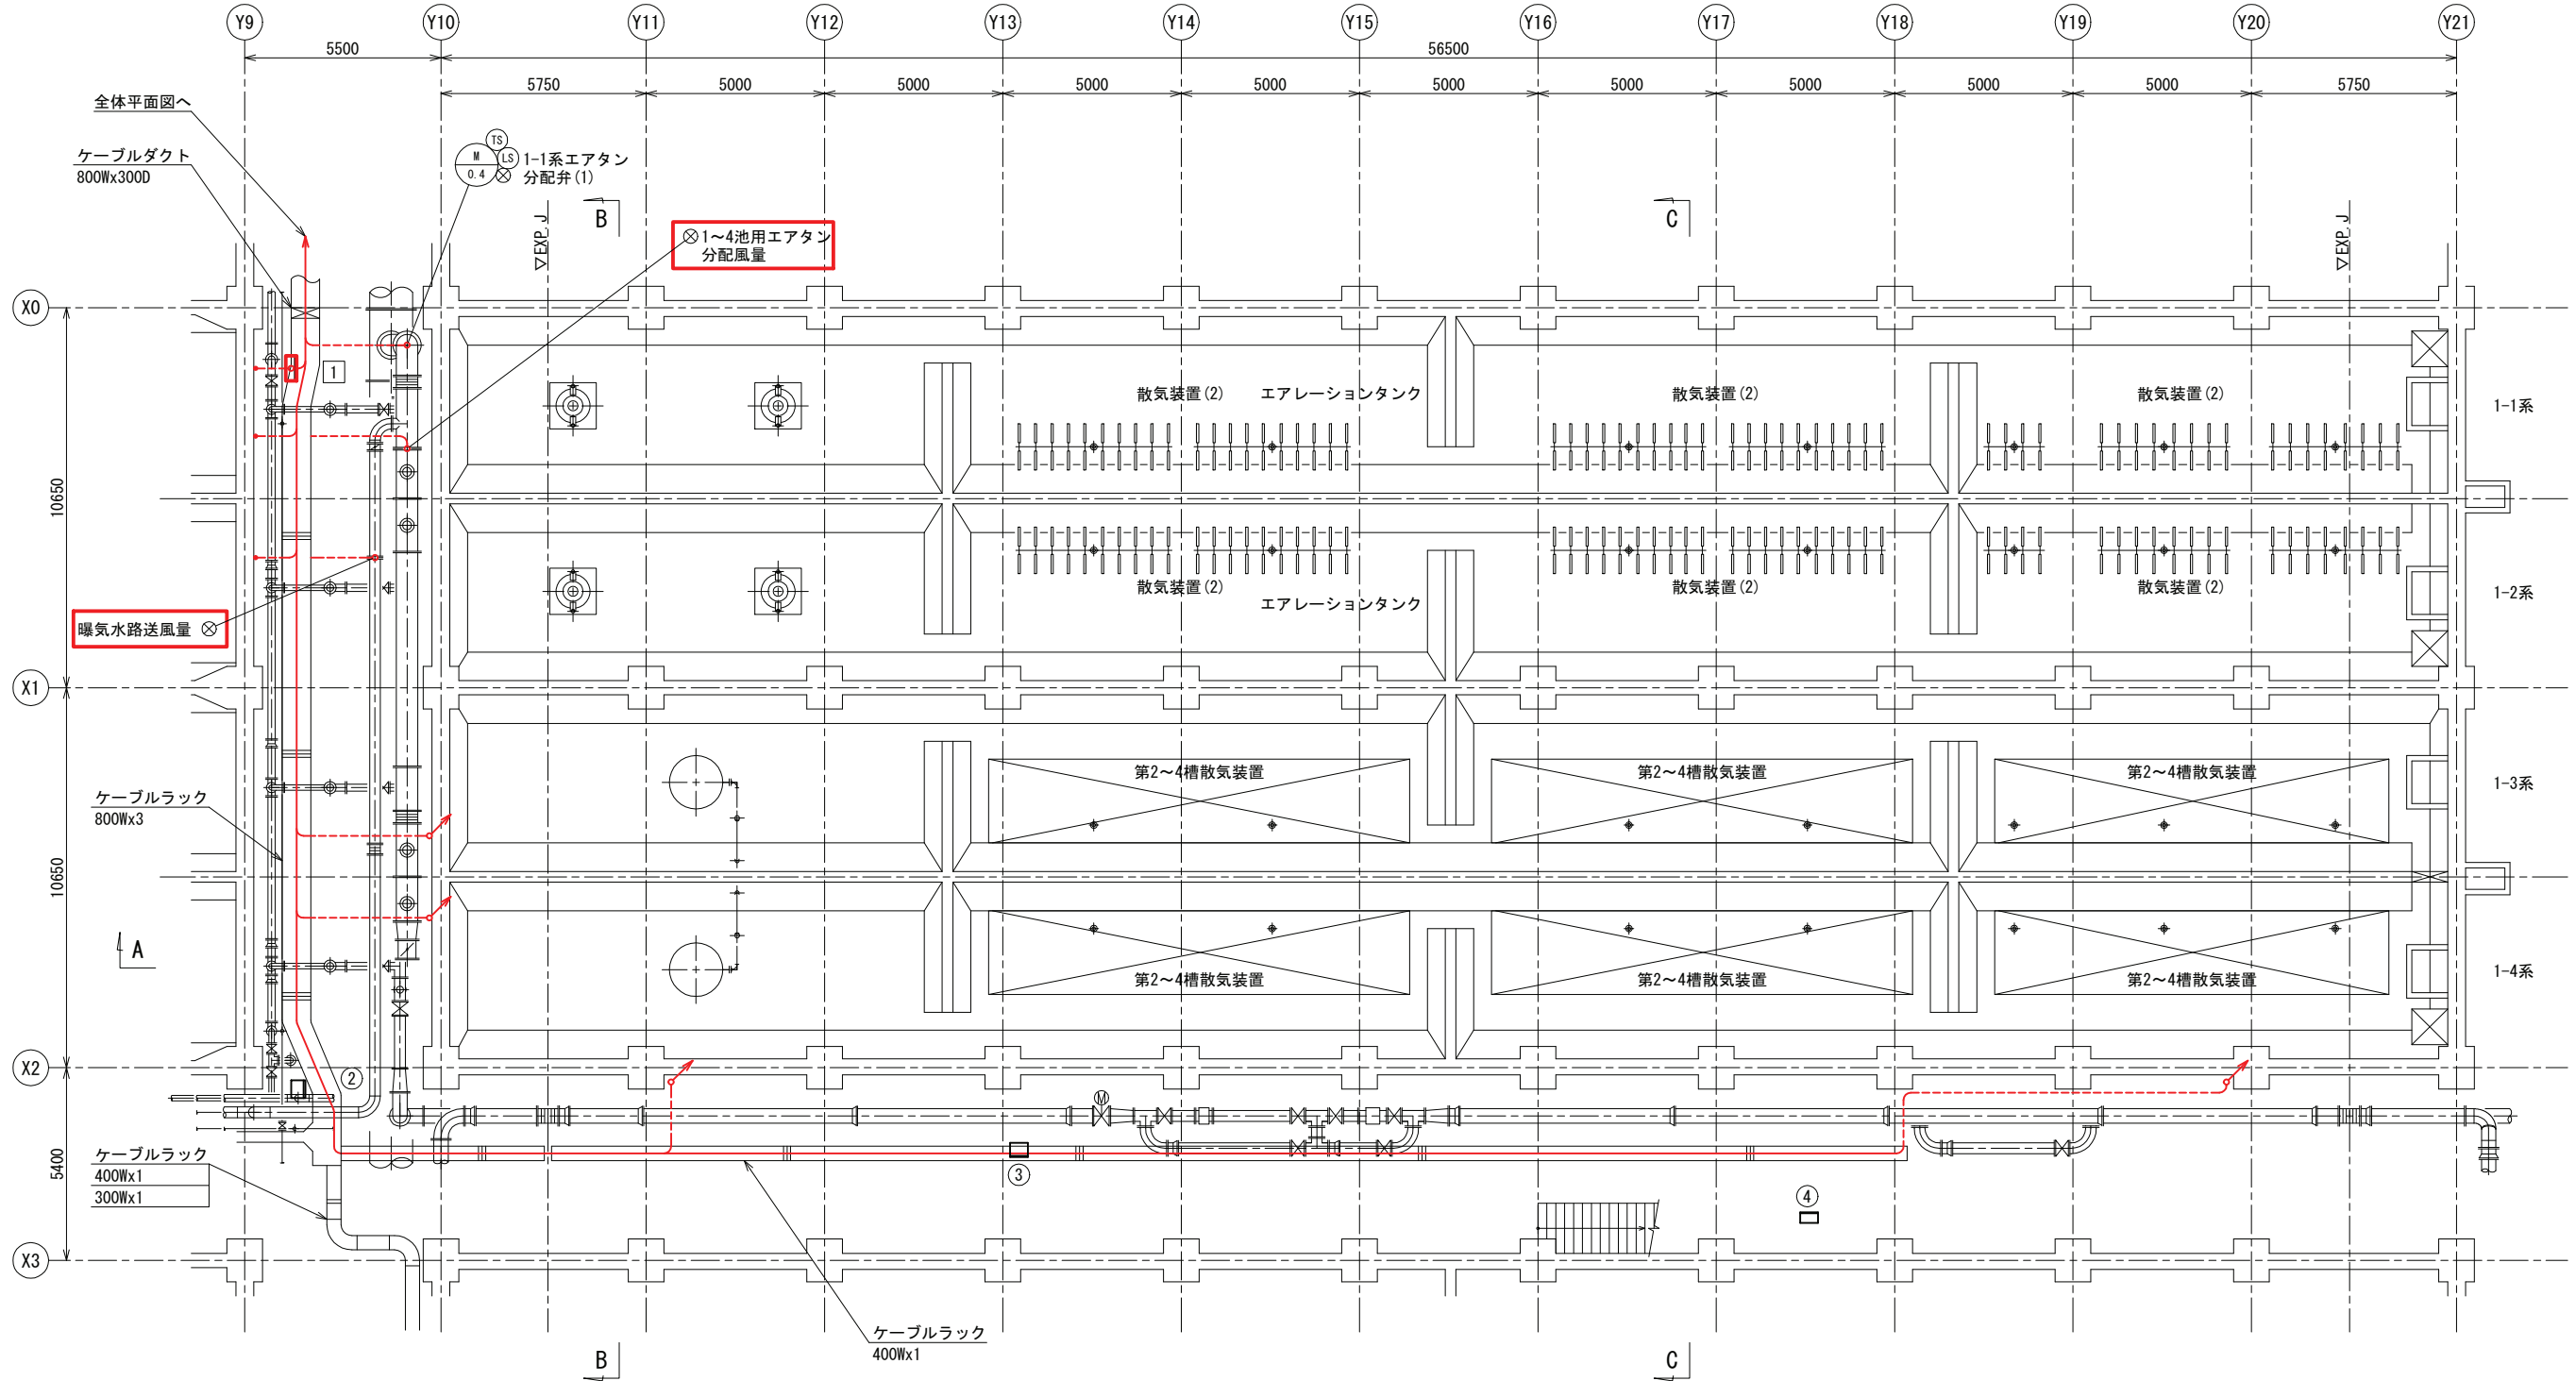 Y9 Y10 Y11 Y12 Y13 Y14 Y15 Y16 Y17 Y18 Y19 Y20 Y21
5500 56500
5750 5000 5000 5000 5000 5000 5000 5000 5000 5000 5750
全体平面図へ
ケーブルダクト
800Wx300D
TS
M
0.4
LS
1-1系エアタン
分配弁(1)
B
C
▽EXP.J
▽EXP.J
1~4池用エアタン
分配風量
X0
1
散気装置(2) エアレーションタンク 散気装置(2) 散気装置(2)
1-1系
10650
散気装置(2) エアレーションタンク 散気装置(2) 散気装置(2)
1-2系
曝気水路送風量
X1
第2~4槽散気装置 第2~4槽散気装置 第2~4槽散気装置
1-3系
ケーブルラック
800Wx3
10650
A
第2~4槽散気装置 第2~4槽散気装置 第2~4槽散気装置
1-4系
X2
2
M
5400
ケーブルラック
400Wx1
300Wx1
3
4
X3
ケーブルラック
400Wx1
B
C